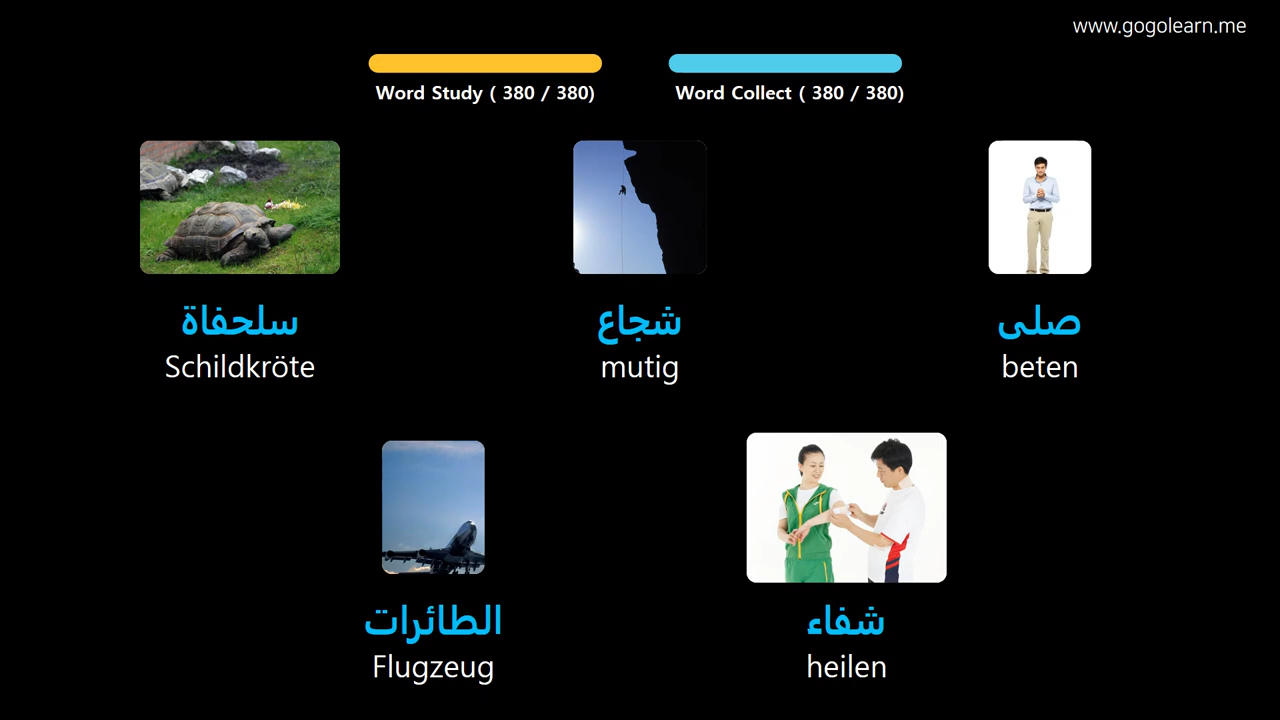 www.gogolearn.me
Word Study ( 380 / 380)
Word Collect ( 380 / 380)
سلحفاة
Schildkröte
شجاع
mutig
صلى
beten
الطائرات
Flugzeug
شفاء
heilen